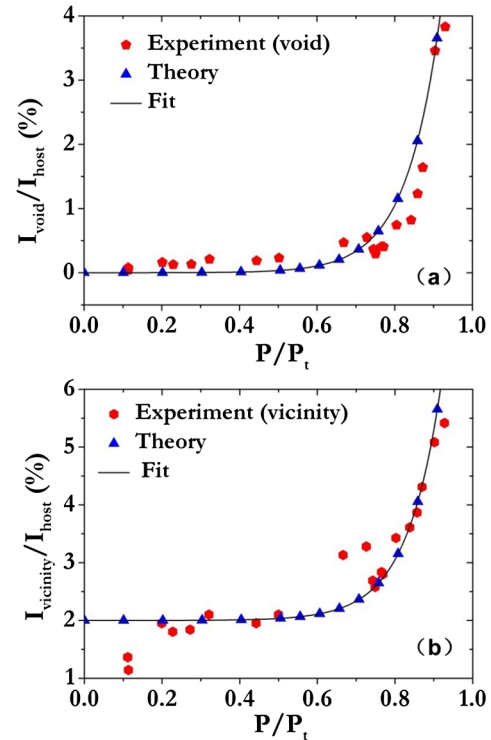 (a)
Experiment (void)
Theory
Fit
I_void/I_host (%)
4
3
2
1
0
0.0 0.2 0.4 0.6 0.8 1.0
P/P_t
(b)
Experiment (vicinity)
Theory
Fit
I_vicinity/I_host (%)
6
5
4
3
2
1
0.0 0.2 0.4 0.6 0.8 1.0
P/P_t